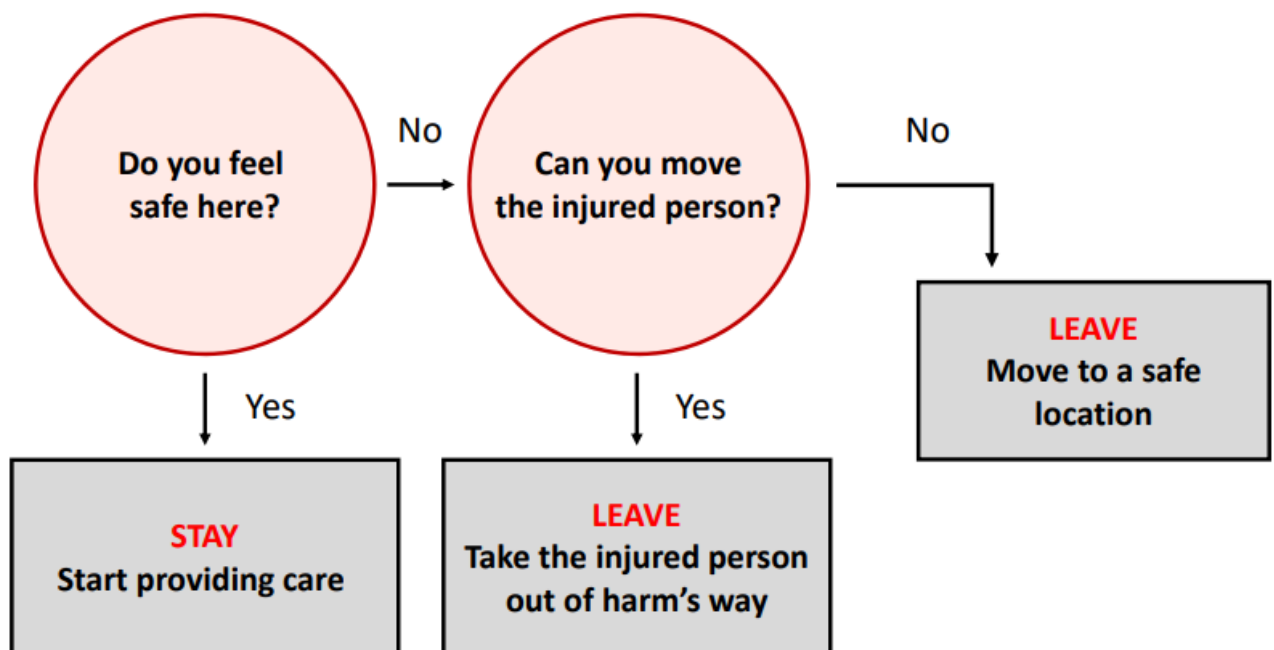 Do you feel
safe here?
No
Can you move
the injured person?
No
Yes
STAY
Start providing care
Yes
LEAVE
Take the injured person
out of harm’s way
LEAVE
Move to a safe
location